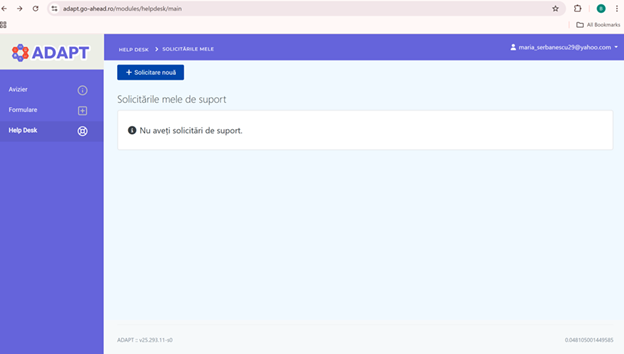 adapt.go-ahead.ro/modules/helpdesk/main
All Bookmarks
ADAPT
HELP DESK > SOLICITĂRILE MELE
maria_serbanescu29@yahoo.com
+ Solicitare nouă
Avizier
Formulare
Help Desk
Solicitările mele de suport
Nu aveți solicitări de suport.
ADAPT :: v25.293.11-s0
0.048105001449585